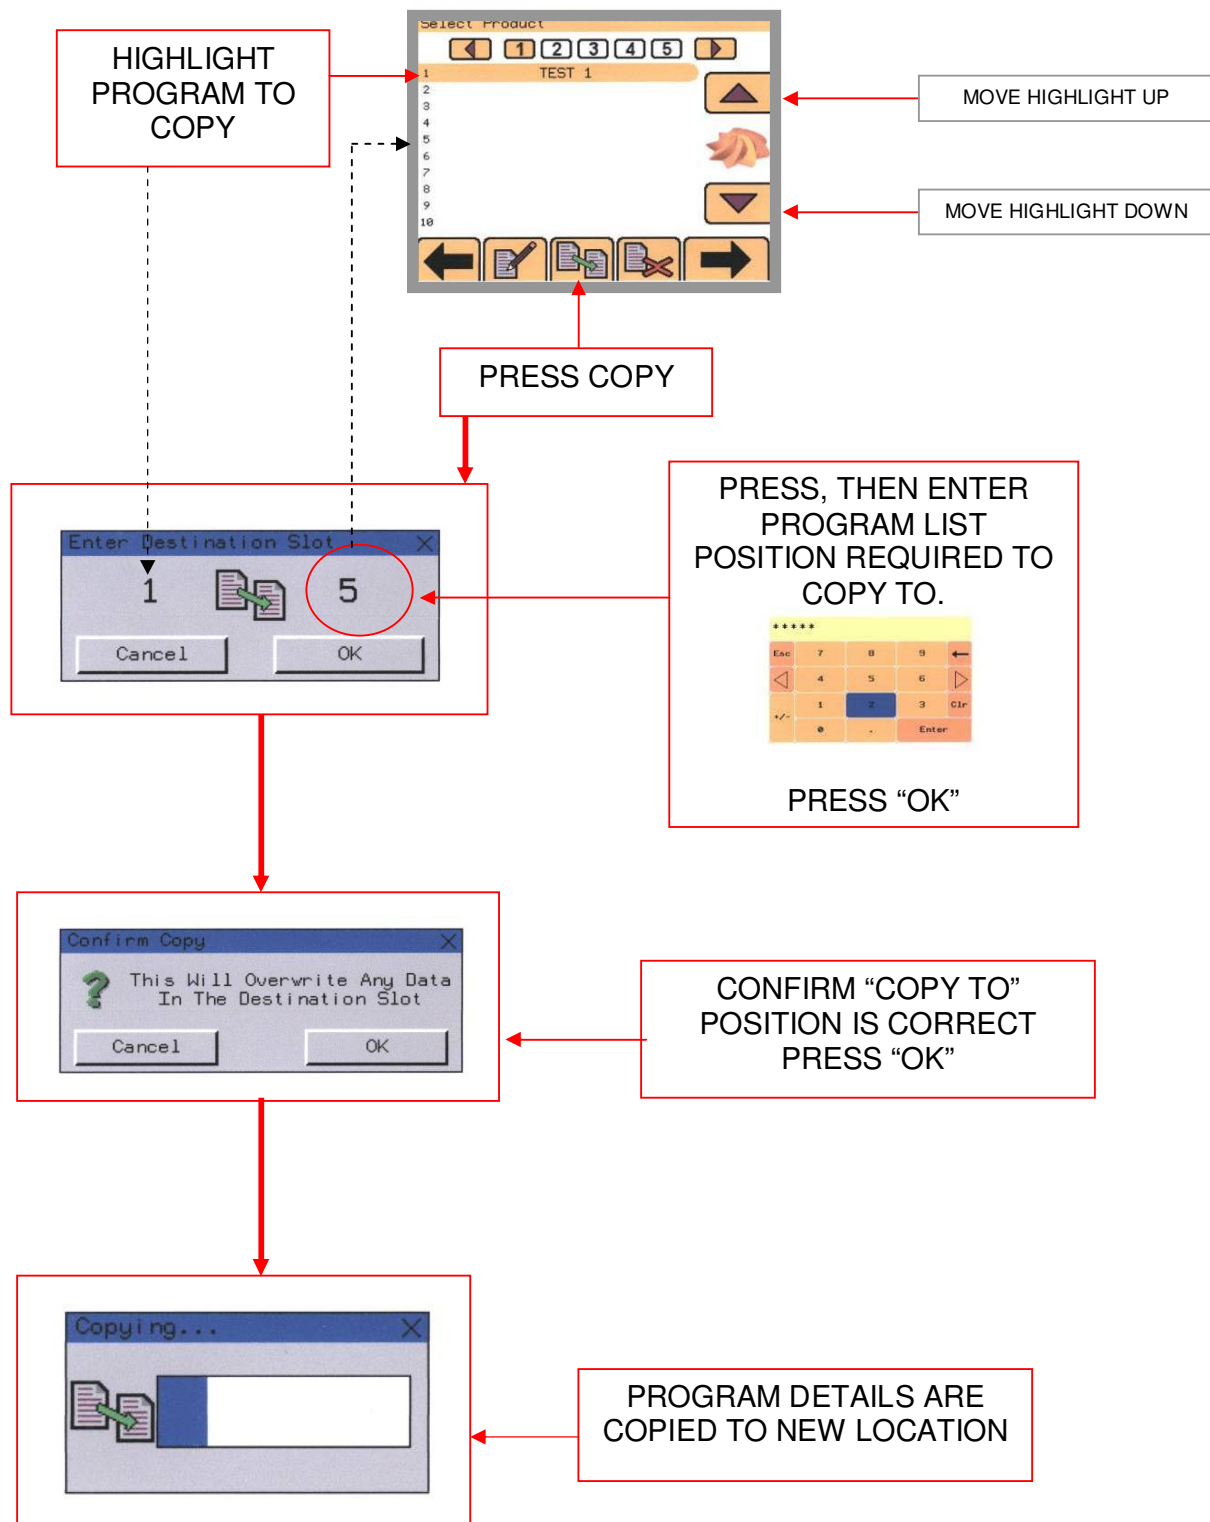 Select Product
1 2 3 4 5
HIGHLIGHT
PROGRAM TO
COPY
1 TEST 1
2
3
4
5
6
7
8
9
10
MOVE HIGHLIGHT UP
MOVE HIGHLIGHT DOWN
PRESS COPY
Enter Destination Slot
1 5
Cancel OK
PRESS, THEN ENTER
PROGRAM LIST
POSITION REQUIRED TO
COPY TO.
*****
Esc 7 8 9
4 5 6
+/- 1 2 3 Clr
0 . Enter
PRESS “OK”
Confirm Copy
This Will Overwrite Any Data
In The Destination Slot
Cancel OK
CONFIRM “COPY TO”
POSITION IS CORRECT
PRESS “OK”
Copying...
PROGRAM DETAILS ARE
COPIED TO NEW LOCATION